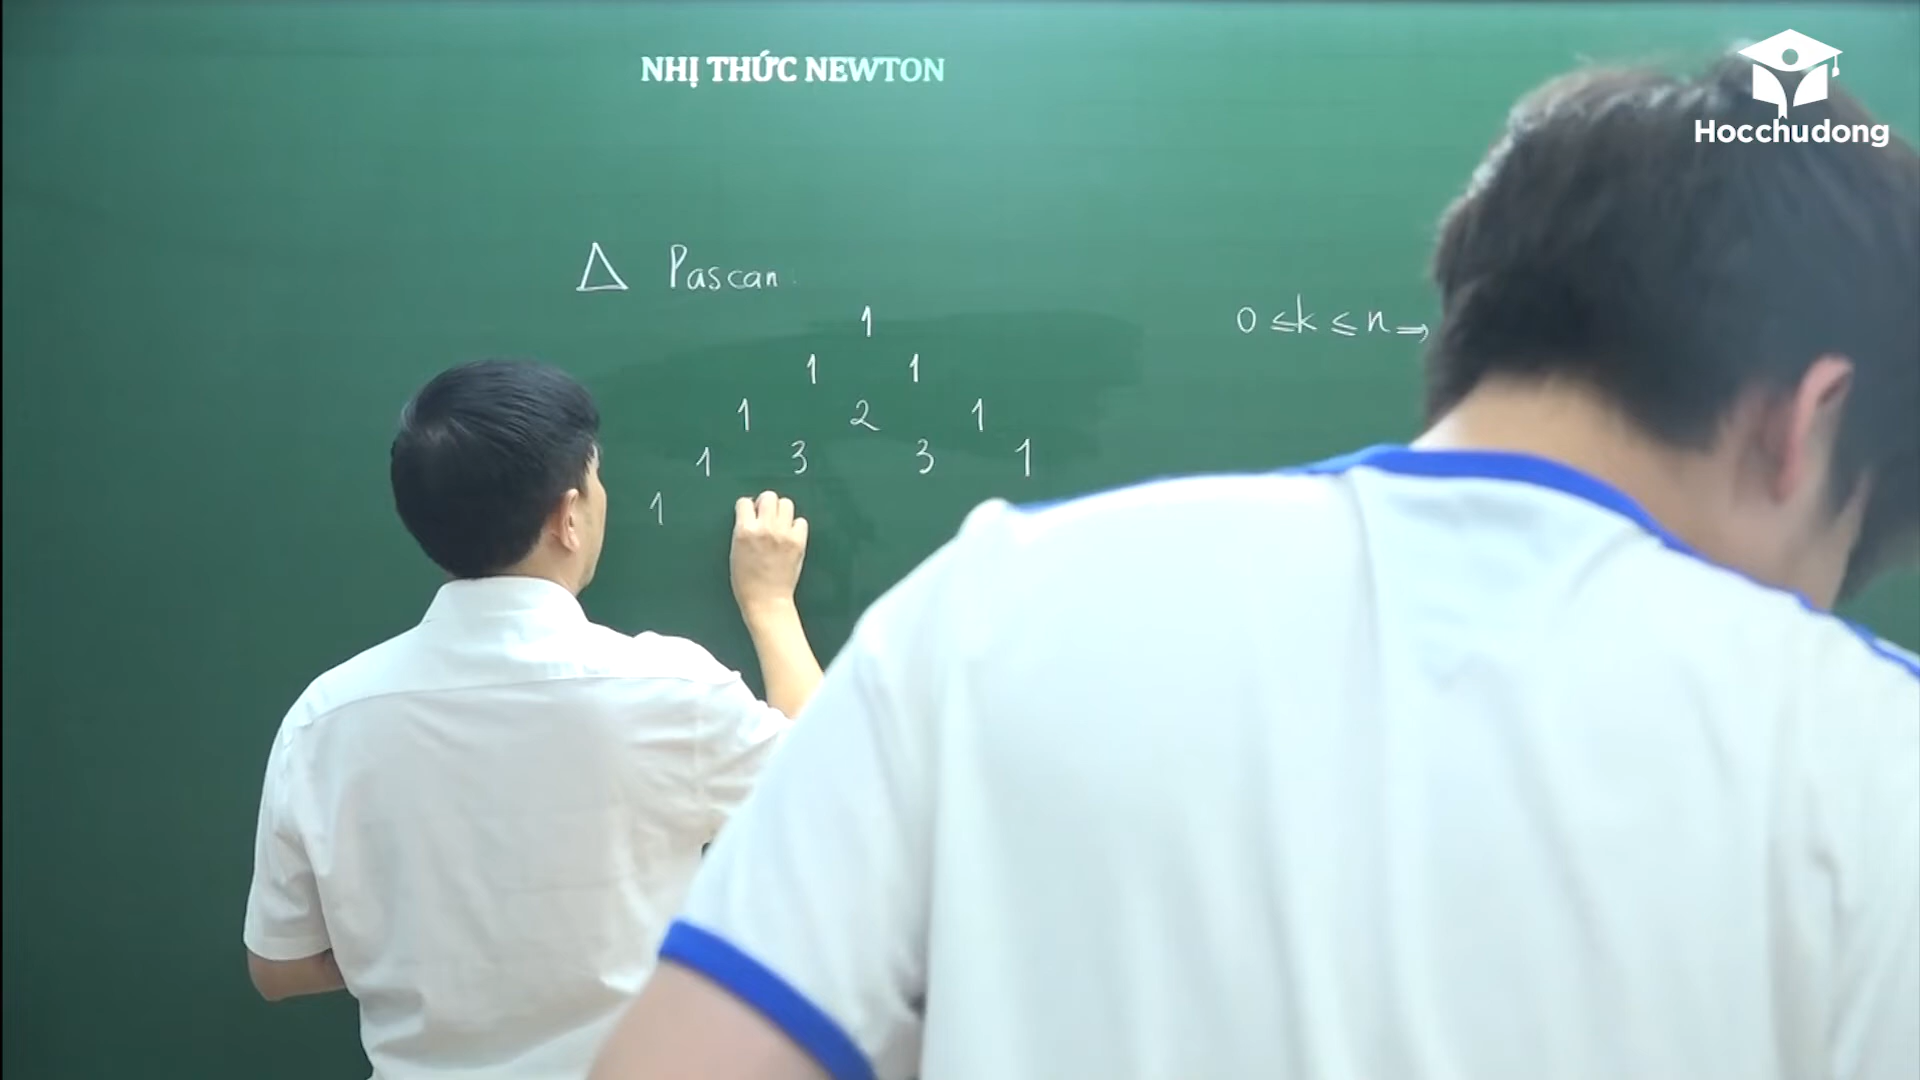 NHỊ THỨC NEWTON
Hocchudong
Δ Pascan
1
0 ≤ k ≤ n ⇒
1 1
1 2 1
1 3 3 1
1